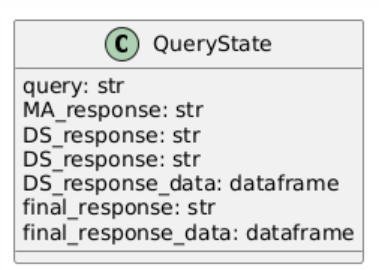 C QueryState
query: str
MA_response: str
DS_response: str
DS_response: str
DS_response_data: dataframe
final_response: str
final_response_data: dataframe